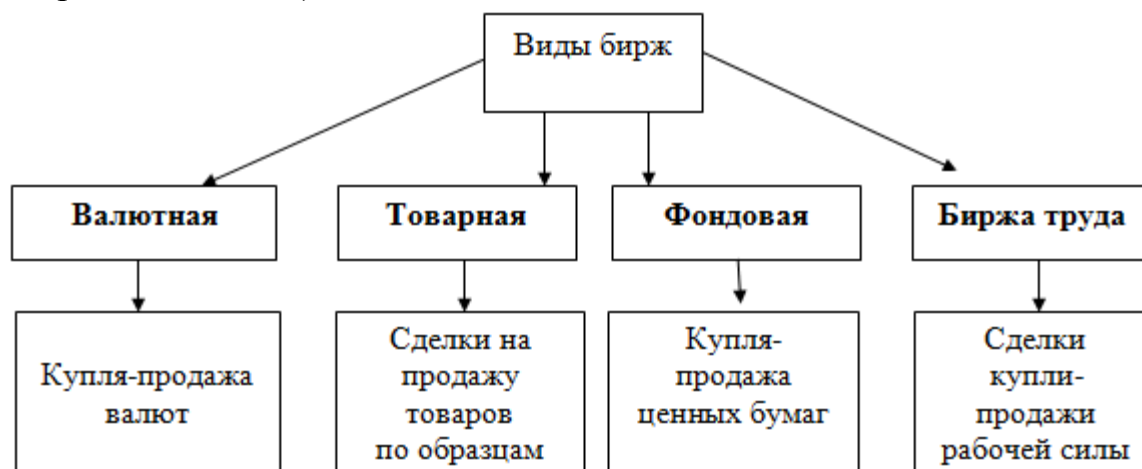 Виды бирж
Валютная
Товарная
Фондовая
Биржа труда
Купля-продажа
валют
Сделки на
продажу
товаров
по образцам
Купля-
продажа
ценных бумаг
Сделки
купли-
продажи
рабочей силы